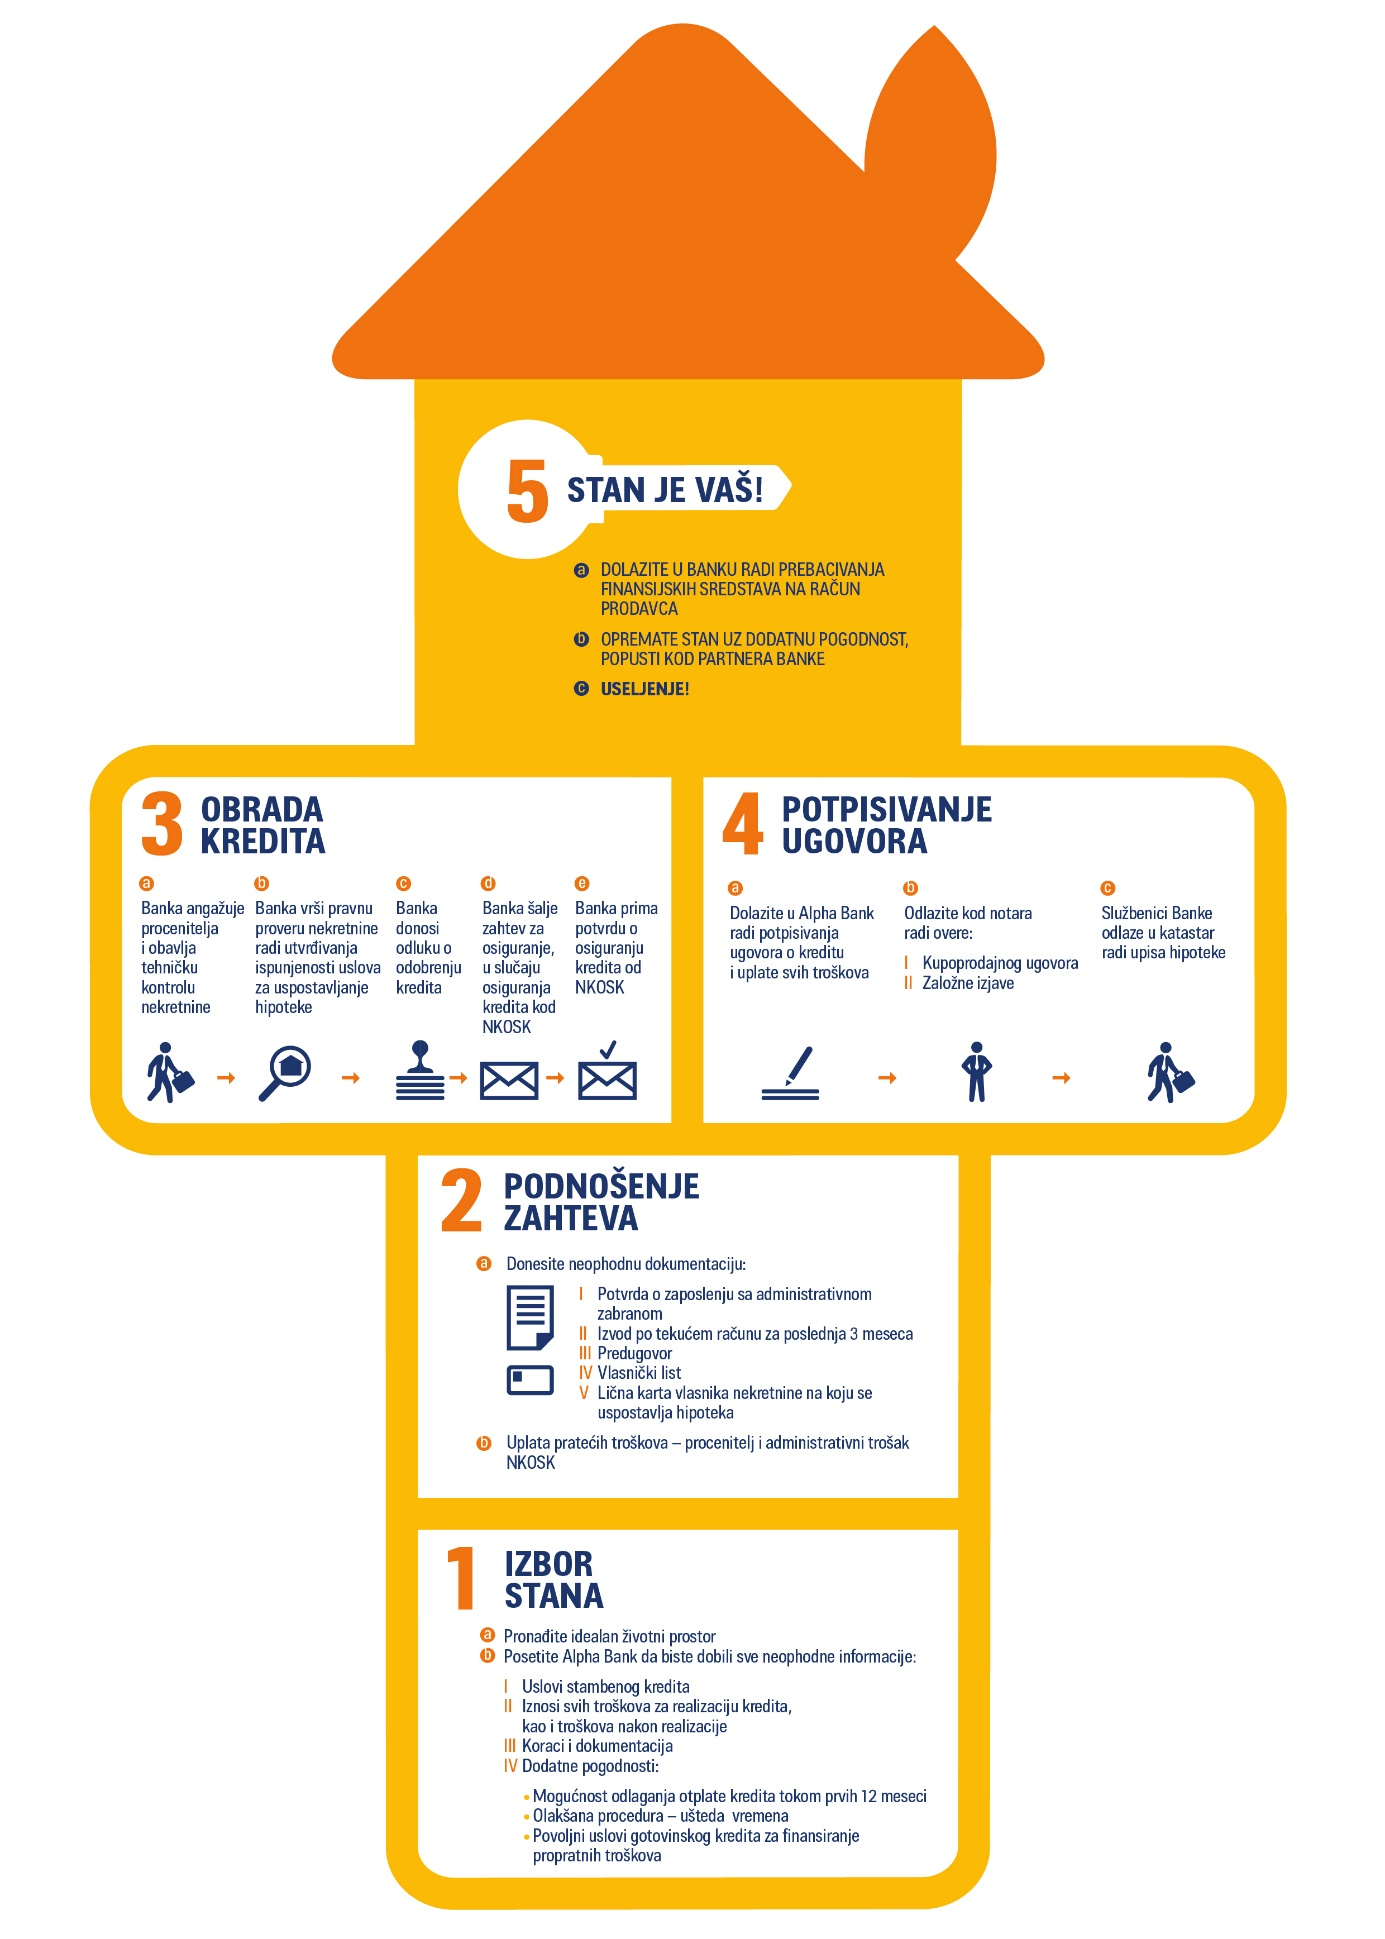 5 STAN JE VAŠ!
a DOLAZITE U BANKU RADI PREBACIVANJA
FINANSIJSKIH SREDSTAVA NA RAČUN
PRODAVCA
b OPREMATE STAN UZ DODATNU POGODNOST,
POPUSTI KOD PARTNERA BANKE
c USELJENJE!
3 OBRADA
KREDITA
a
Banka angažuje
procenitelja
i obavlja
tehničku
kontrolu
nekretnine
b
Banka vrši pravnu
proveru nekretnine
radi utvrđivanja
ispunjenosti uslova
za uspostavljanje
hipoteke
c
Banka
donosi
odluku o
odobrenju
kredita
d
Banka šalje
zahtev za
osiguranje,
u slučaju
osiguranja
kredita kod
NKOSK
e
Banka prima
potvrdu o
osiguranju
kredita od
NKOSK
4 POTPISIVANJE
UGOVORA
a
Dolazite u Alpha Bank
radi potpisivanja
ugovora o kreditu
i uplate svih troškova
b
Odlazite kod notara
radi overe:
I Kupoprodajnog ugovora
II Založne izjave
c
Službenici Banke
odlaze u katastar
radi upisa hipoteke
2 PODNOŠENJE
ZAHTEVA
a Donesite neophodnu dokumentaciju:
I Potvrda o zaposlenju sa administrativnom
zabranom
II Izvod po tekućem računu za poslednja 3 meseca
III Predugovor
IV Vlasnički list
V Lična karta vlasnika nekretnine na koju se
uspostavlja hipoteka
b Uplata pratećih troškova – procenitelj i administrativni trošak
NKOSK
1 IZBOR
STANA
a Pronađite idealan životni prostor
b Posetite Alpha Bank da biste dobili sve neophodne informacije:
I Uslovi stambenog kredita
II Iznosi svih troškova za realizaciju kredita,
kao i troškova nakon realizacije
III Koraci i dokumentacija
IV Dodatne pogodnosti:
• Mogućnost odlaganja otplate kredita tokom prvih 12 meseci
• Olakšana procedura – ušteda vremena
• Povoljni uslovi gotovinskog kredita za finansiranje
propratnih troškova